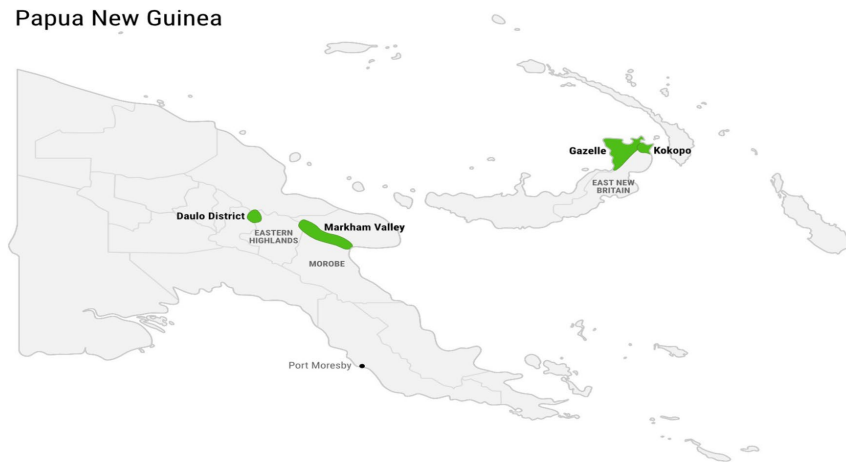 Papua New Guinea
Gazelle
Kokopo
EAST NEW
BRITAIN
Daulo District
EASTERN
HIGHLANDS
Markham Valley
MOROBE
Port Moresby